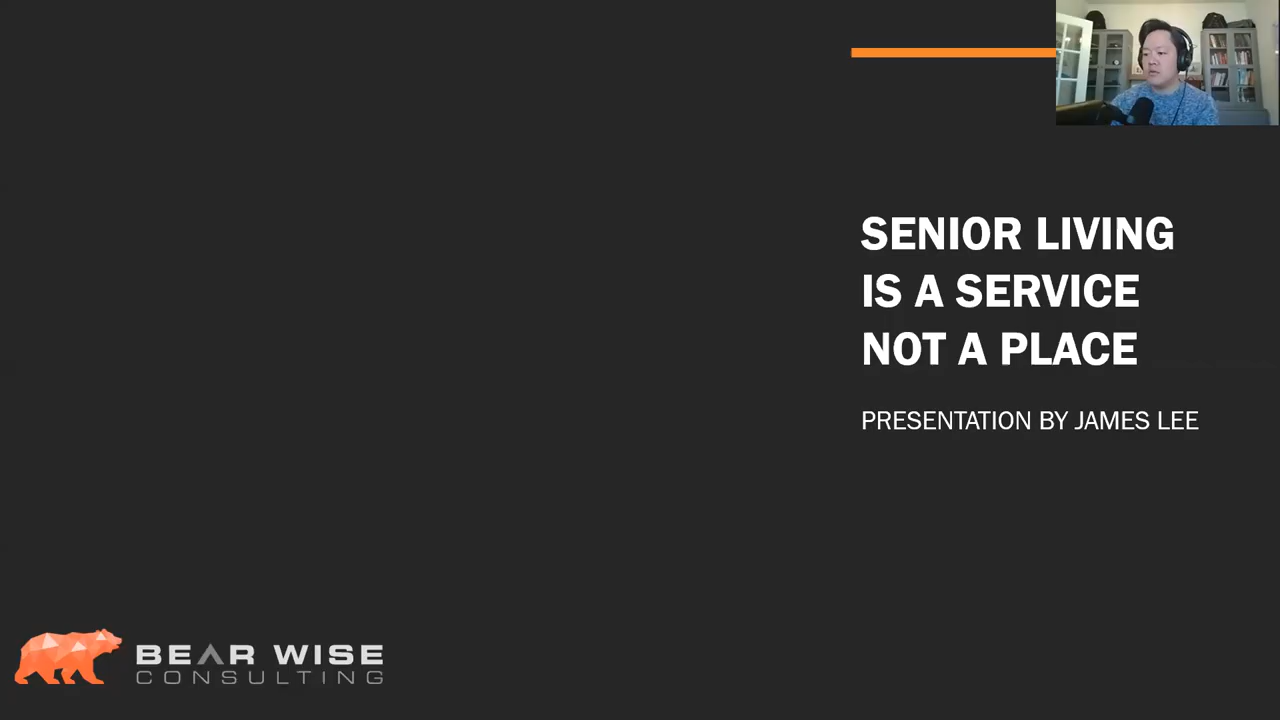 SENIOR LIVING
IS A SERVICE
NOT A PLACE
PRESENTATION BY JAMES LEE
BEAR WISE
CONSULTING